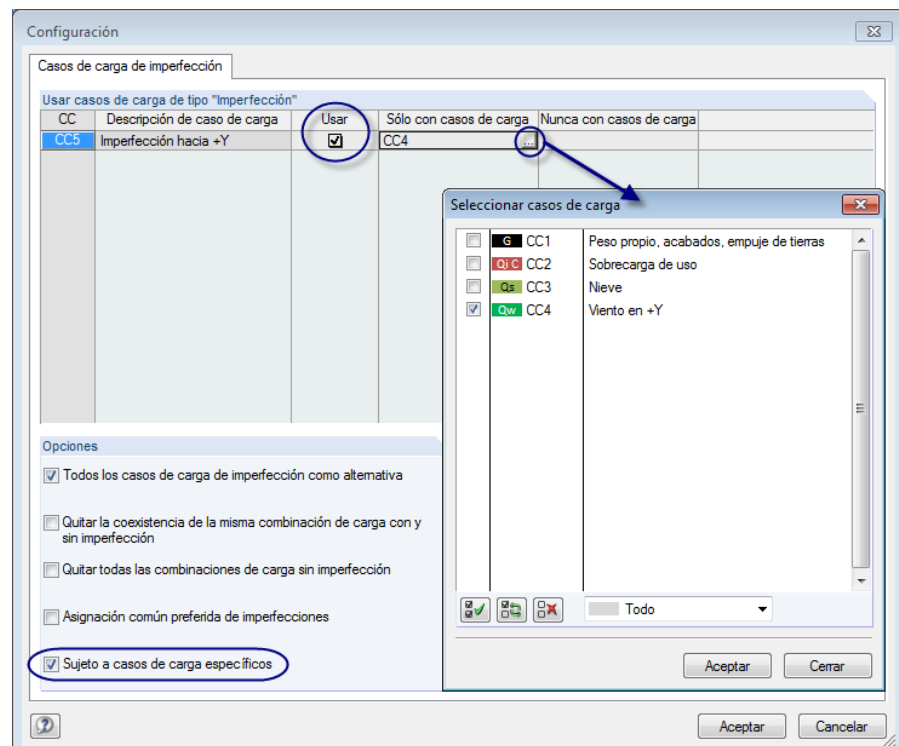 Configuración
Casos de carga de imperfección
Usar casos de carga de tipo "Imperfección"
CC Descripción de caso de carga Usar Sólo con casos de carga Nunca con casos de carga
CC5 Imperfección hacia +Y CC4 ...
Seleccionar casos de carga
G CC1 Peso propio, acabados, empuje de tierras
Qi C CC2 Sobrecarga de uso
Qs CC3 Nieve
Qw CC4 Viento en +Y
Todo
Aceptar Cerrar
Opciones
Todos los casos de carga de imperfección como alternativa
Quitar la coexistencia de la misma combinación de carga con y
sin imperfección
Quitar todas las combinaciones de carga sin imperfección
Asignación común preferida de imperfecciones
Sujeto a casos de carga específicos
Aceptar Cancelar